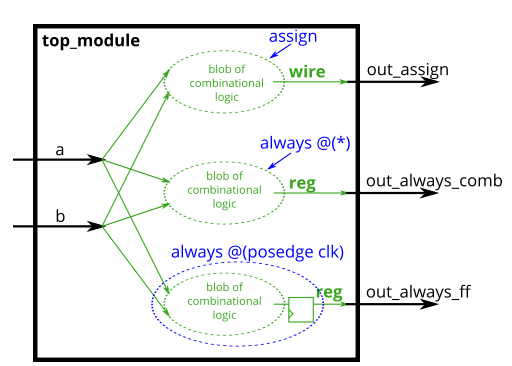 top_module
assign
blob of
combinational
logic
wire
out_assign
a
always @(*)
blob of
combinational
logic
reg
out_always_comb
b
always @(posedge clk)
blob of
combinational
logic
reg
out_always_ff